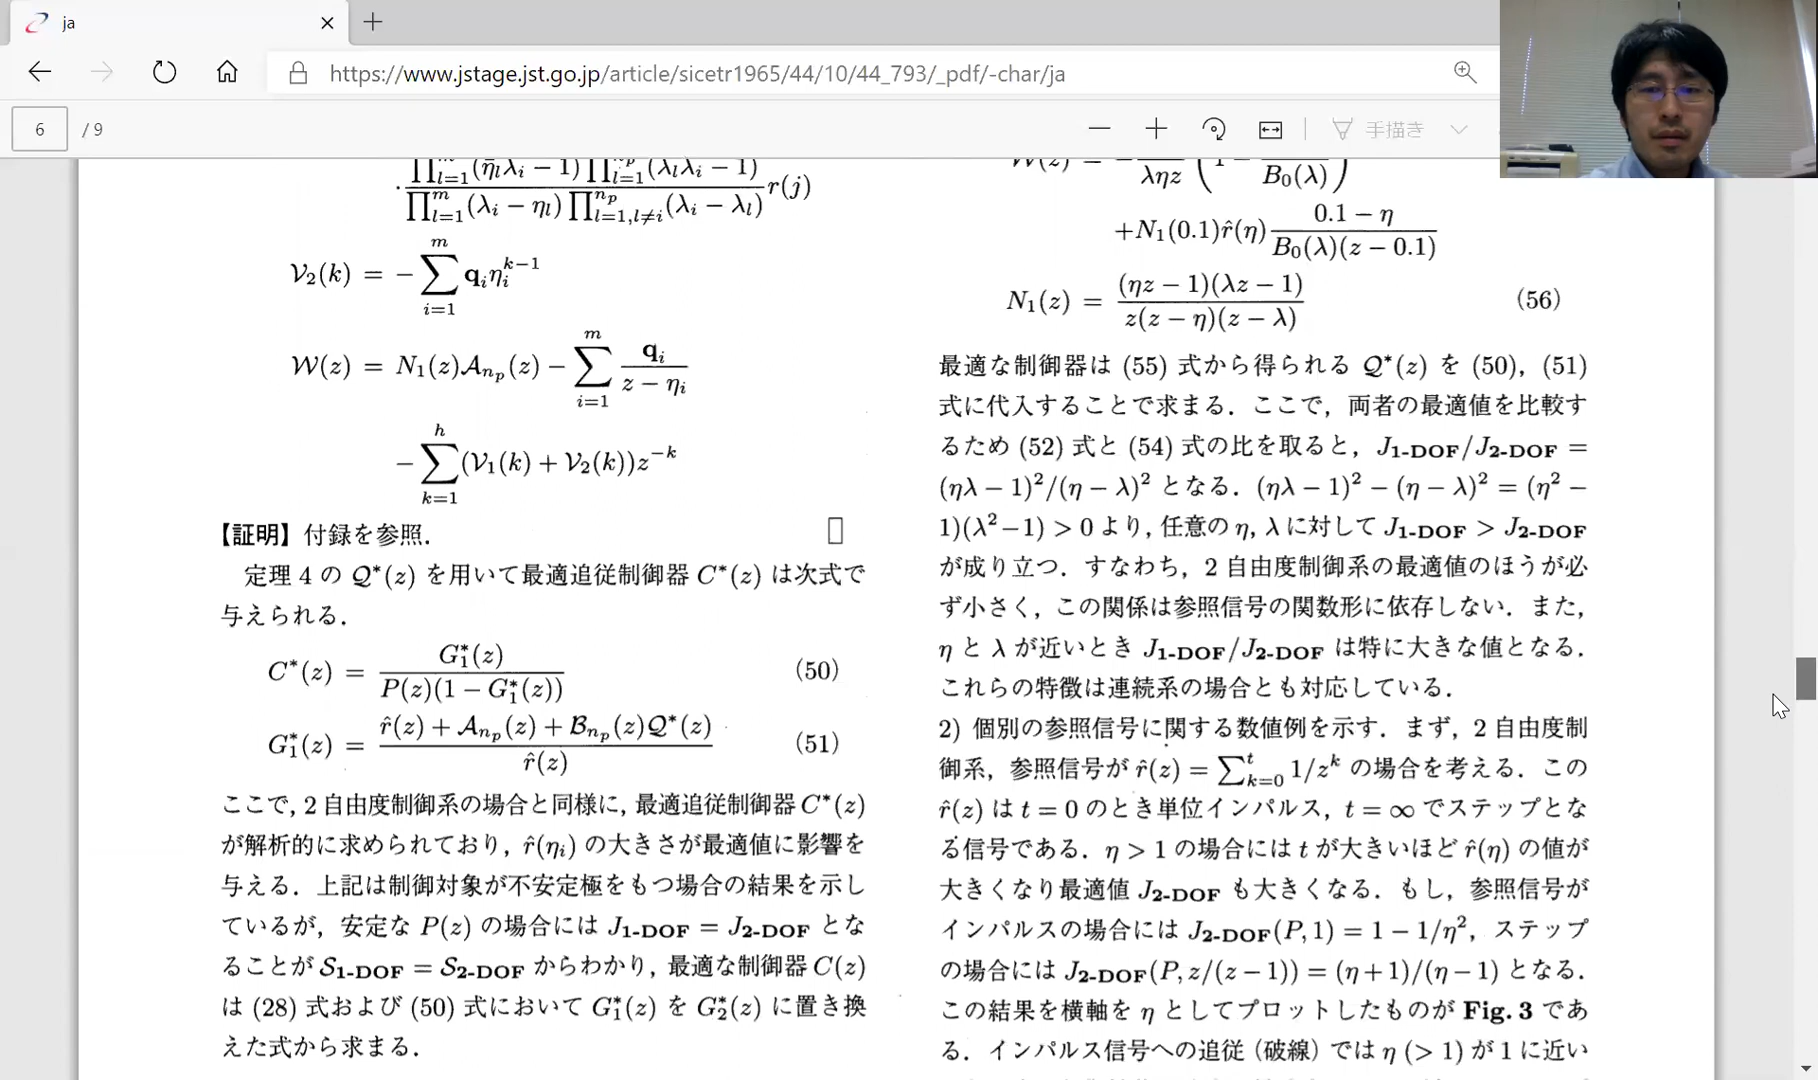 ja
https://www.jstage.jst.go.jp/article/sicetr1965/44/10/44_793/_pdf/-char/ja
6 / 9
手描き
·∏_{l=1}^{m}(η̄_lλ_i − 1)∏_{l=1}^{n_p}(λ_lλ_i − 1) / ∏_{l=1}^{m}(λ_i − η_l)∏_{l=1,l≠i}^{n_p}(λ_i − λ_l) r(j)
𝒱_2(k) = −∑_{i=1}^{m} q_iη_i^{k−1}
𝒲(z) = N_1(z)𝒜_{n_p}(z) − ∑_{i=1}^{m} q_i / (z − η_i)
−∑_{k=1}^{h}(𝒱_1(k) + 𝒱_2(k))z^{−k}
【証明】付録を参照. □
定理 4 の 𝒬*(z) を用いて最適追従制御器 C*(z) は次式で
与えられる.
C*(z) = G_1^*(z) / P(z)(1 − G_1^*(z)) (50)
G_1^*(z) = r̂(z) + 𝒜_{n_p}(z) + ℬ_{n_p}(z)𝒬*(z) / r̂(z) (51)
ここで, 2 自由度制御系の場合と同様に, 最適追従制御器 C*(z)
が解析的に求められており, r̂(η_i) の大きさが最適値に影響を
与える. 上記は制御対象が不安定極をもつ場合の結果を示し
ているが, 安定な P(z) の場合には J_{1-DOF} = J_{2-DOF} とな
ることが 𝒮_{1-DOF} = 𝒮_{2-DOF} からわかり, 最適な制御器 C(z)
は (28) 式および (50) 式において G_1^*(z) を G_2^*(z) に置き換
えた式から求まる.
λη​z B_0(λ)
+N_1(0.1)r̂(η) 0.1 − η / B_0(λ)(z − 0.1)
N_1(z) = (ηz − 1)(λz − 1) / z(z − η)(z − λ) (56)
最適な制御器は (55) 式から得られる 𝒬*(z) を (50), (51)
式に代入することで求まる. ここで, 両者の最適値を比較す
るため (52) 式と (54) 式の比を取ると, J_{1-DOF}/J_{2-DOF} =
(ηλ − 1)²/(η − λ)² となる. (ηλ − 1)² − (η − λ)² = (η² −
1)(λ² − 1) > 0 より, 任意の η, λ に対して J_{1-DOF} > J_{2-DOF}
が成り立つ. すなわち, 2 自由度制御系の最適値のほうが必
ず小さく, この関係は参照信号の関数形に依存しない. また,
η と λ が近いとき J_{1-DOF}/J_{2-DOF} は特に大きな値となる.
これらの特徴は連続系の場合とも対応している.
2) 個別の参照信号に関する数値例を示す. まず, 2 自由度制
御系, 参照信号が r̂(z) = ∑_{k=0}^{t} 1/z^k の場合を考える. この
r̂(z) は t = 0 のとき単位インパルス, t = ∞ でステップとな
る信号である. η > 1 の場合には t が大きいほど r̂(η) の値が
大きくなり最適値 J_{2-DOF} も大きくなる. もし, 参照信号が
インパルスの場合には J_{2-DOF}(P, 1) = 1 − 1/η², ステップ
の場合には J_{2-DOF}(P, z/(z − 1)) = (η + 1)/(η − 1) となる.
この結果を横軸を η としてプロットしたものが Fig. 3 であ
る. インパルス信号への追従 (破線) では η (> 1) が 1 に近い